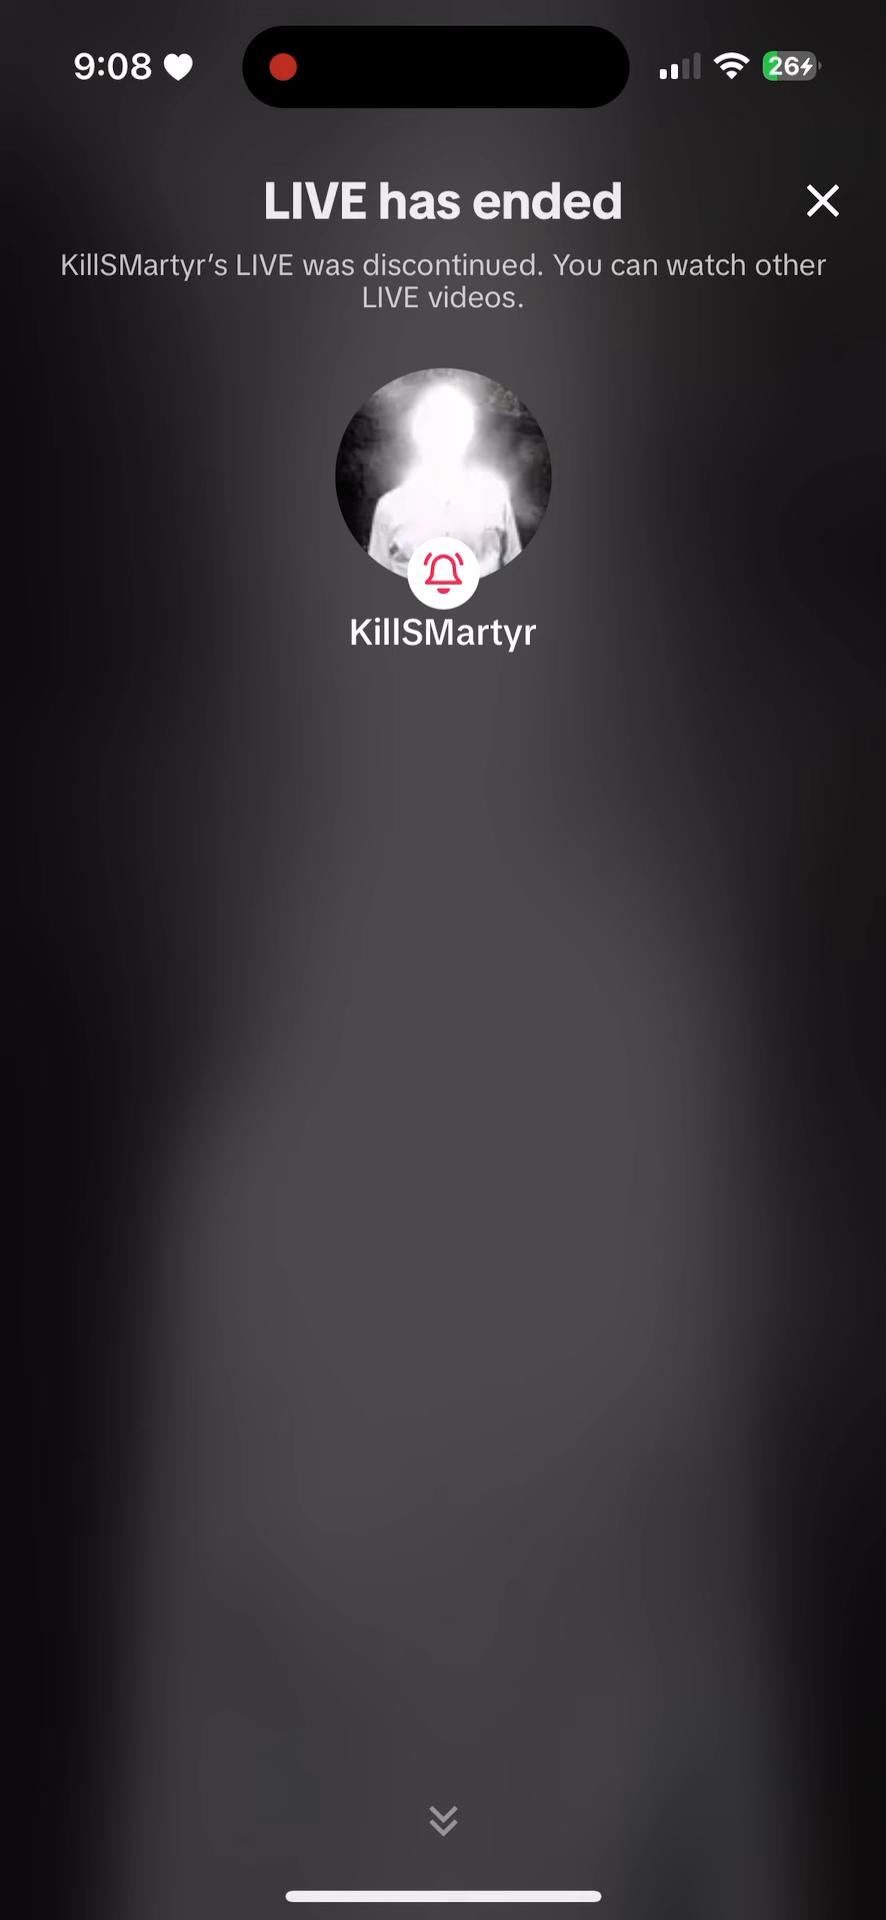 9:08
26
LIVE has ended
KillSMartyr's LIVE was discontinued. You can watch other
LIVE videos.
KillSMartyr